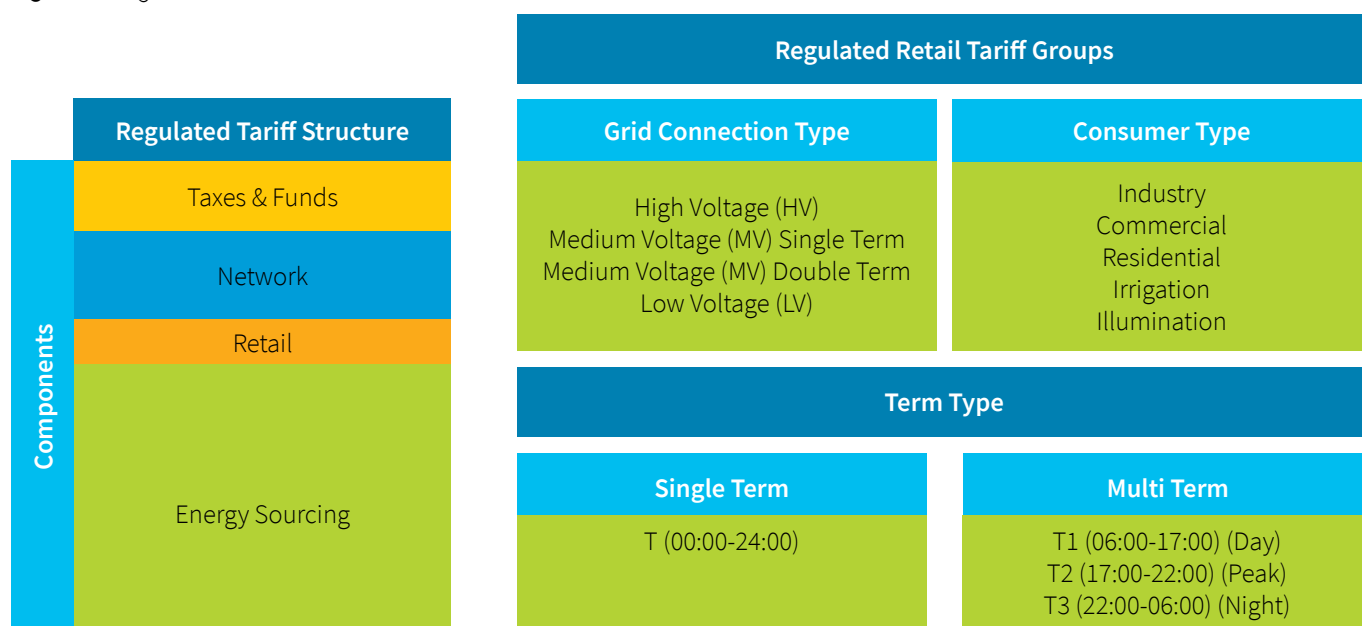 Regulated Tariff Structure
Components
Taxes & Funds
Network
Retail
Energy Sourcing
Regulated Retail Tariff Groups
Grid Connection Type
High Voltage (HV)
Medium Voltage (MV) Single Term
Medium Voltage (MV) Double Term
Low Voltage (LV)
Consumer Type
Industry
Commercial
Residential
Irrigation
Illumination
Term Type
Single Term
T (00:00-24:00)
Multi Term
T1 (06:00-17:00) (Day)
T2 (17:00-22:00) (Peak)
T3 (22:00-06:00) (Night)